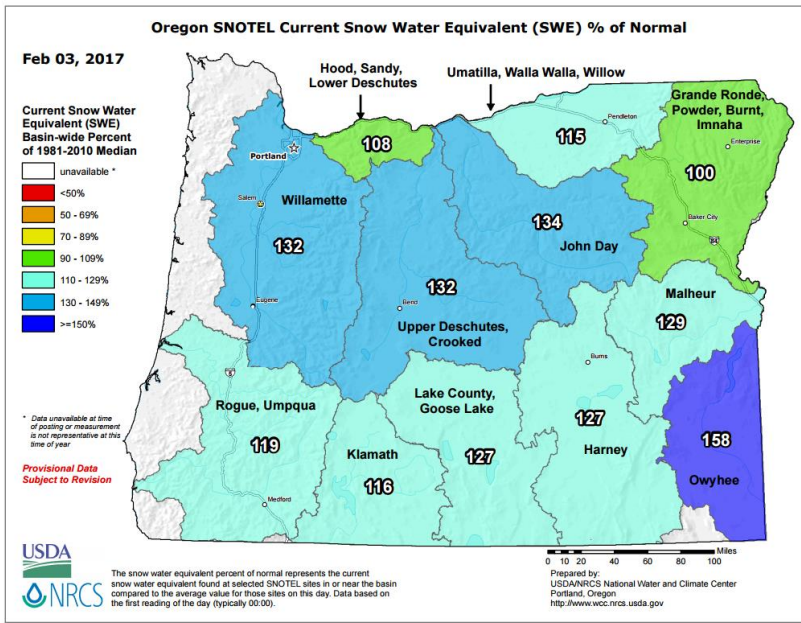 Oregon SNOTEL Current Snow Water Equivalent (SWE) % of Normal
Feb 03, 2017
Current Snow Water
Equivalent (SWE)
Basin-wide Percent
of 1981-2010 Median
unavailable *
<50%
50 - 69%
70 - 89%
90 - 109%
110 - 129%
130 - 149%
>=150%
Hood, Sandy,
Lower Deschutes
Umatilla, Walla Walla, Willow
Grande Ronde,
Powder, Burnt,
Imnaha
Pendleton
115
Enterprise
108
Portland
100
Salem
Willamette
134
Baker City
84
132
John Day
132
Malheur
Eugene
Bend
129
Upper Deschutes,
Crooked
Burns
5
Lake County,
Goose Lake
Rogue, Umpqua
127
119
158
Klamath
127
Harney
116
Owyhee
Medford
* Data unavailable at time
of posting or measurement
is not representative at this
time of year
Provisional Data
Subject to Revision
USDA
NRCS
The snow water equivalent percent of normal represents the current
snow water equivalent found at selected SNOTEL sites in or near the basin
compared to the average value for those sites on this day. Data based on
the first reading of the day (typically 00:00).
Miles
0 10 20 40 60 80 100
Prepared by:
USDA/NRCS National Water and Climate Center
Portland, Oregon
http://www.wcc.nrcs.usda.gov